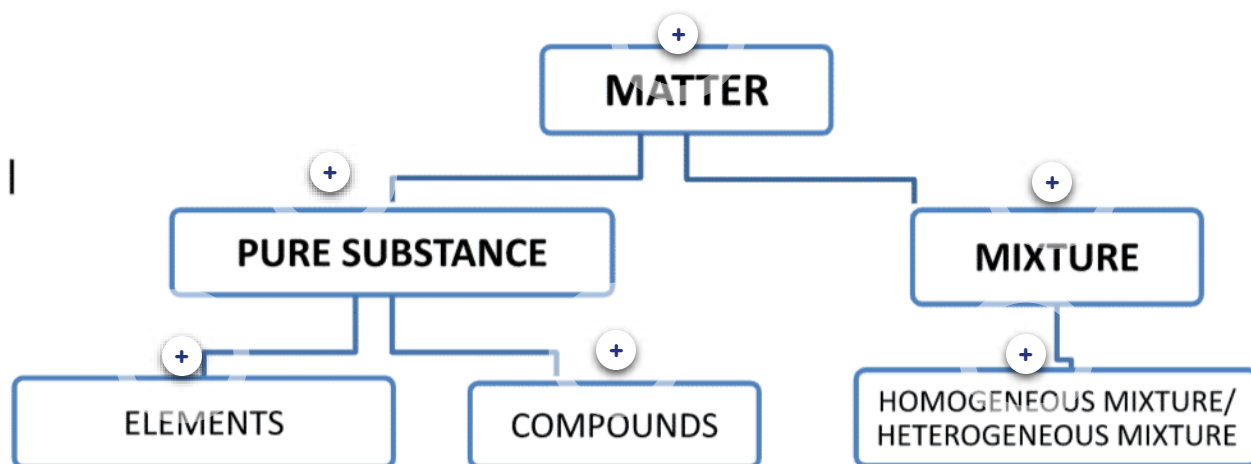 MATTER
PURE SUBSTANCE
MIXTURE
ELEMENTS
COMPOUNDS
HOMOGENEOUS MIXTURE/
HETEROGENEOUS MIXTURE